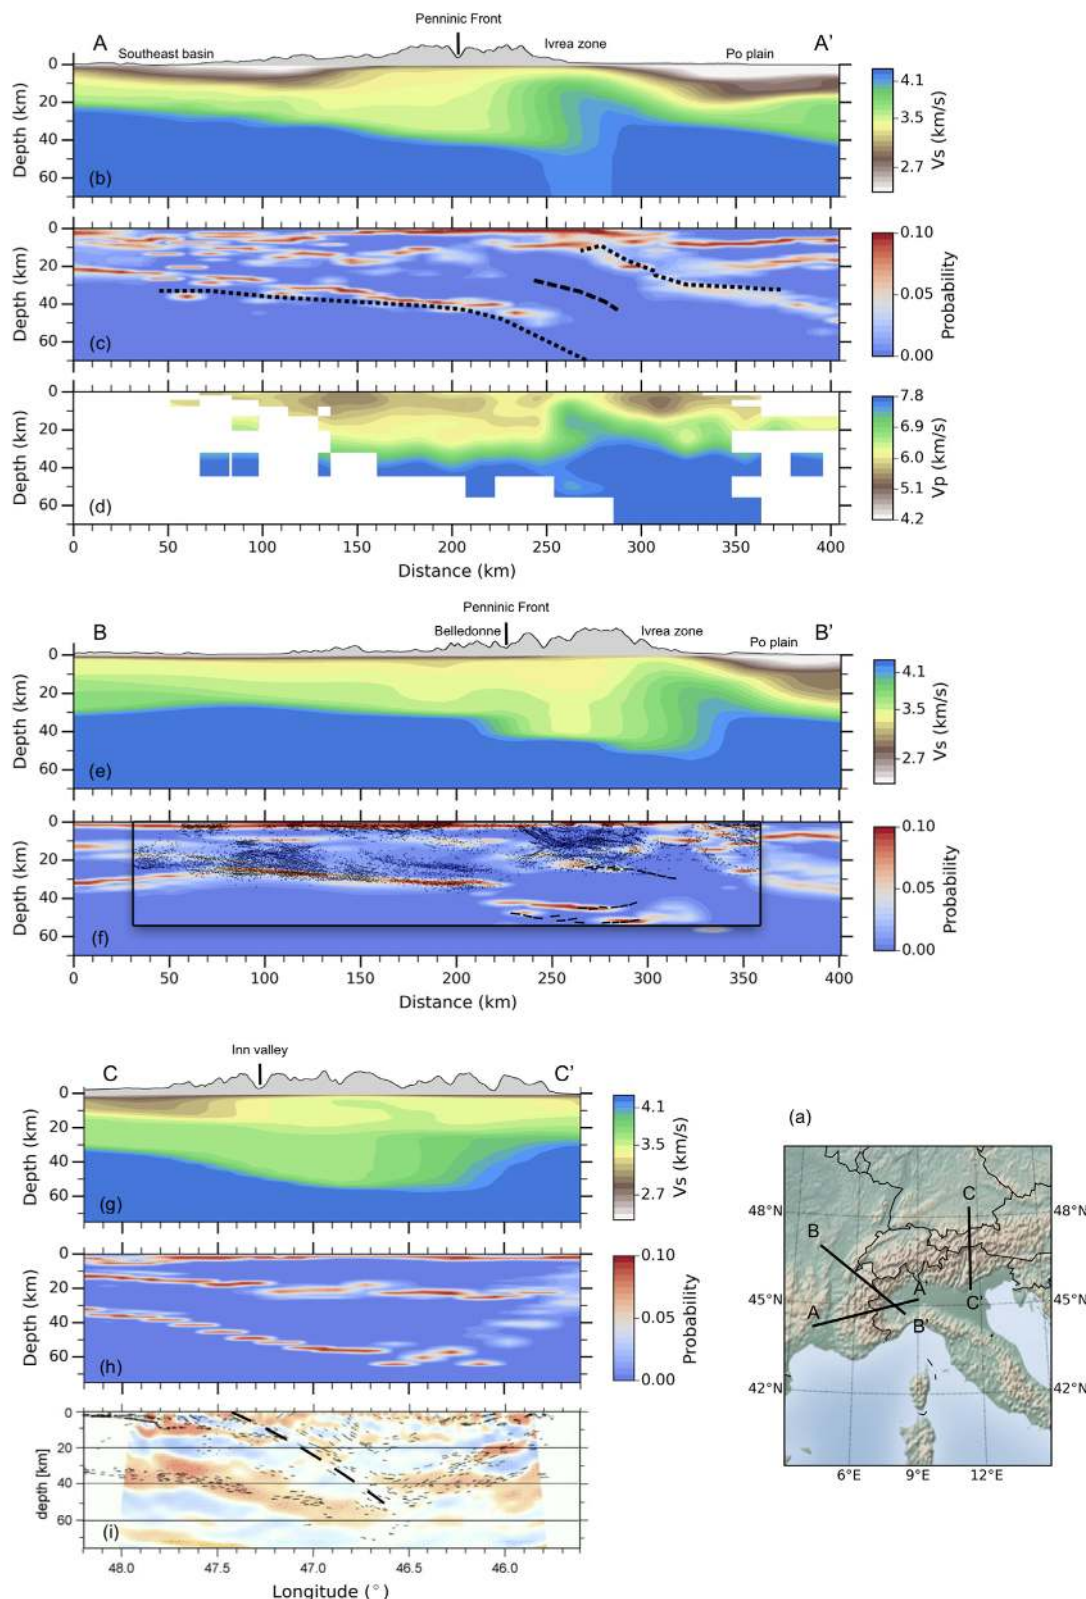 Penninic Front
A
Southeast basin
Ivrea zone
Po plain
A'
0
20
40
60
Depth (km)
(b)
4.1
3.5
2.7
Vs (km/s)
0
20
40
60
Depth (km)
(c)
0.10
0.05
0.00
Probability
0
20
40
60
Depth (km)
(d)
7.8
6.9
6.0
5.1
4.2
Vp (km/s)
0 50 100 150 200 250 300 350 400
Distance (km)
Penninic Front
B
Belledonne
Ivrea zone
Po plain
B'
0
20
40
60
Depth (km)
(e)
4.1
3.5
2.7
Vs (km/s)
0
20
40
60
Depth (km)
(f)
0.10
0.05
0.00
Probability
0 50 100 150 200 250 300 350 400
Distance (km)
Inn valley
C
C'
0
20
40
60
Depth (km)
(g)
4.1
3.5
2.7
Vs (km/s)
0
20
40
60
Depth (km)
(h)
0.10
0.05
0.00
Probability
0
20
40
60
depth [km]
(i)
48.0 47.5 47.0 46.5 46.0
Longitude (°)
(a)
48°N
45°N
42°N
48°N
45°N
42°N
C
B
A'
A
C'
B'
6°E 9°E 12°E